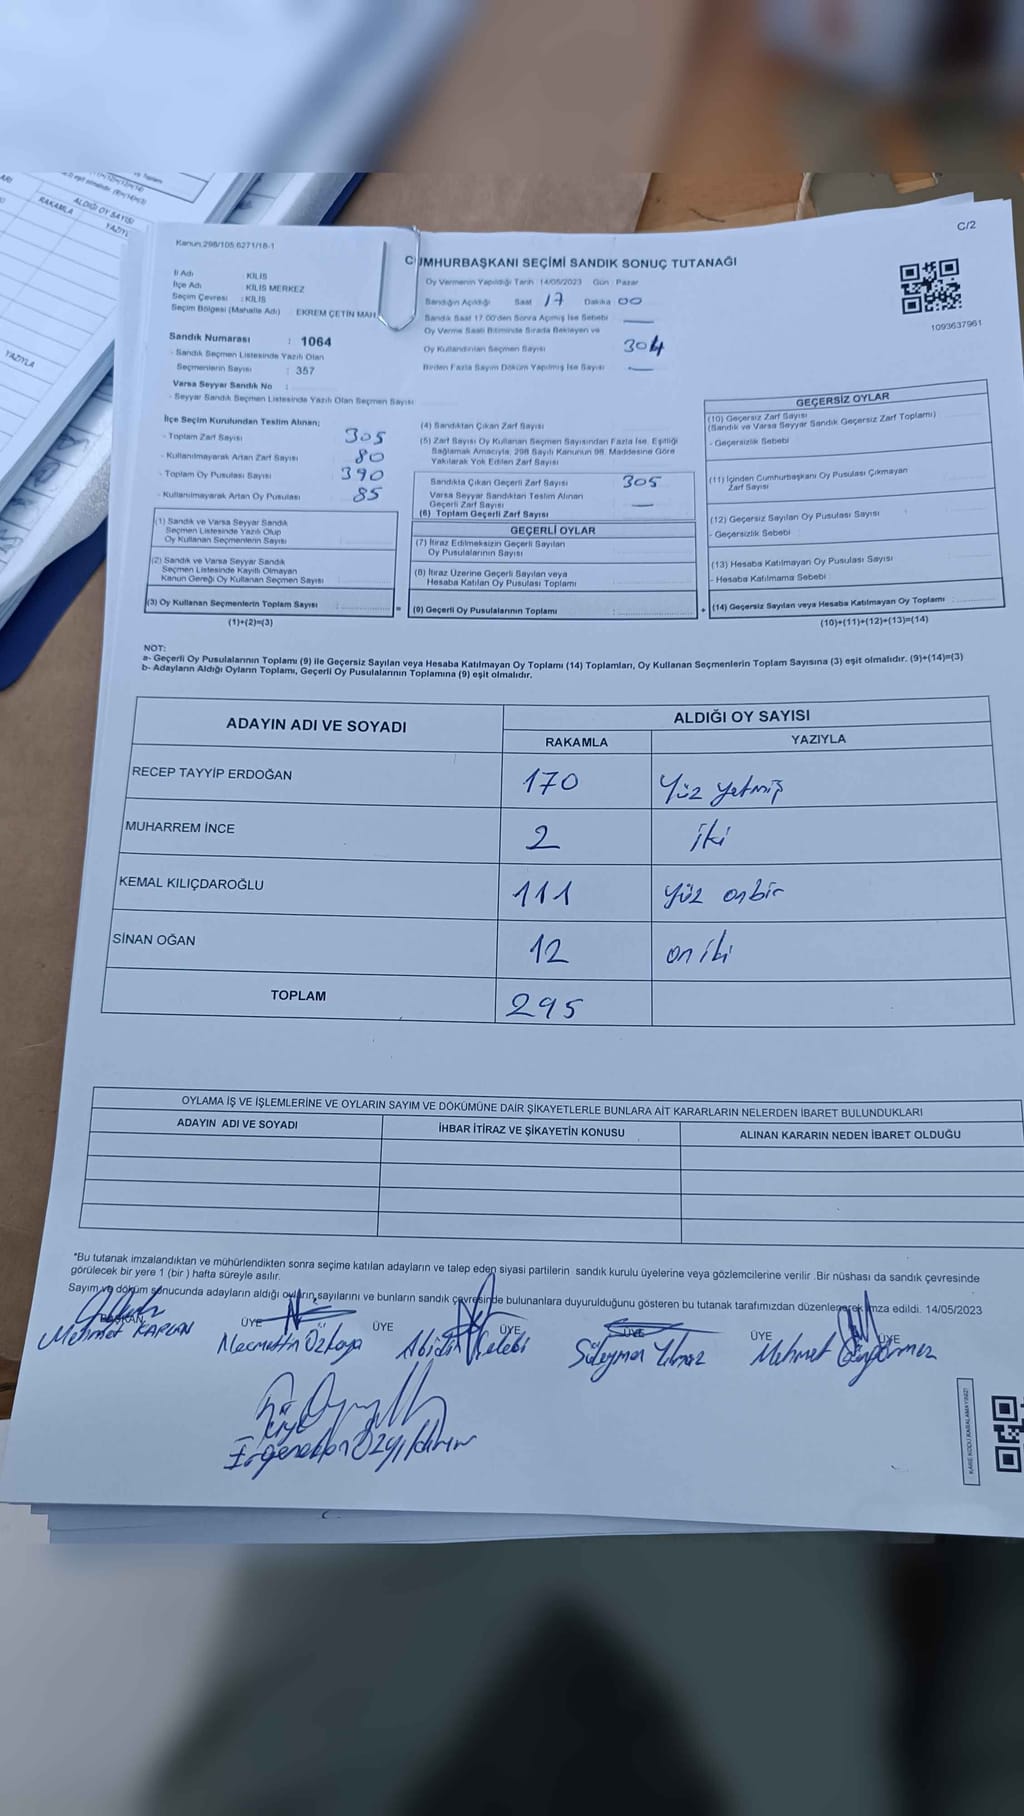 ALDIĞI OY SAYISI
RAKAMLA
YAZIYLA
C/2
Kanun:298/105,6271/18-1
CUMHURBAŞKANI SEÇİMİ SANDIK SONUÇ TUTANAĞI
İl Adı KİLİS
İlçe Adı KİLİS MERKEZ
Seçim Çevresi : KİLİS
Seçim Bölgesi (Mahalle Adı) EKREM ÇETİN MAH.
Oy Vermenin Yapıldığı Tarih 14/05/2023 Gün : Pazar
Sandığın Açıldığı Saat 17 Dakika 00
Sandık Saat 17.00'den Sonra Açılmış İse Sebebi —
Oy Verme Saati Bitiminde Sırada Bekleyen ve
Oy Kullandırılan Seçmen Sayısı 304
Birden Fazla Sayım Döküm Yapılmış İse Sayısı —
1093637961
Sandık Numarası : 1064
- Sandık Seçmen Listesinde Yazılı Olan
Seçmenlerin Sayısı : 357
Varsa Seyyar Sandık No :
- Seyyar Sandık Seçmen Listesinde Yazılı Olan Seçmen Sayısı
İlçe Seçim Kurulundan Teslim Alınan;
- Toplam Zarf Sayısı 305
- Kullanılmayarak Artan Zarf Sayısı 80
- Toplam Oy Pusulası Sayısı 390
- Kullanılmayarak Artan Oy Pusulası 85
(1) Sandık ve Varsa Seyyar Sandık
Seçmen Listesinde Yazılı Olup
Oy Kullanan Seçmenlerin Sayısı
(2) Sandık ve Varsa Seyyar Sandık
Seçmen Listesinde Kayıtlı Olmayan
Kanun Gereği Oy Kullanan Seçmen Sayısı
(3) Oy Kullanan Seçmenlerin Toplam Sayısı :
(1)+(2)=(3)
(4) Sandıktan Çıkan Zarf Sayısı
(5) Zarf Sayısı Oy Kullanan Seçmen Sayısından Fazla İse, Eşitliği
Sağlamak Amacıyla, 298 Sayılı Kanunun 98. Maddesine Göre
Yakılarak Yok Edilen Zarf Sayısı
Sandıkta Çıkan Geçerli Zarf Sayısı 305
Varsa Seyyar Sandıktan Teslim Alınan
Geçerli Zarf Sayısı —
(6) Toplam Geçerli Zarf Sayısı
GEÇERLİ OYLAR
(7) İtiraz Edilmeksizin Geçerli Sayılan
Oy Pusulalarının Sayısı
(8) İtiraz Üzerine Geçerli Sayılan veya
Hesaba Katılan Oy Pusulası Toplamı
= (9) Geçerli Oy Pusulalarının Toplamı :
GEÇERSİZ OYLAR
(10) Geçersiz Zarf Sayısı
(Sandık ve Varsa Seyyar Sandık Geçersiz Zarf Toplamı)
- Geçersizlik Sebebi
(11) İçinden Cumhurbaşkanı Oy Pusulası Çıkmayan
Zarf Sayısı
(12) Geçersiz Sayılan Oy Pusulası Sayısı
- Geçersizlik Sebebi
(13) Hesaba Katılmayan Oy Pusulası Sayısı
- Hesaba Katılmama Sebebi
+ (14) Geçersiz Sayılan veya Hesaba Katılmayan Oy Toplamı :
(10)+(11)+(12)+(13)=(14)
NOT:
a- Geçerli Oy Pusulalarının Toplamı (9) ile Geçersiz Sayılan veya Hesaba Katılmayan Oy Toplamı (14) Toplamları, Oy Kullanan Seçmenlerin Toplam Sayısına (3) eşit olmalıdır. (9)+(14)=(3)
b- Adayların Aldığı Oyların Toplamı, Geçerli Oy Pusulalarının Toplamına (9) eşit olmalıdır.
ADAYIN ADI VE SOYADI ALDIĞI OY SAYISI
RAKAMLA YAZIYLA
RECEP TAYYİP ERDOĞAN 170 Yüz yetmiş
MUHARREM İNCE 2 iki
KEMAL KILIÇDAROĞLU 111 yüz onbir
SİNAN OĞAN 12 on iki
TOPLAM 295
OYLAMA İŞ VE İŞLEMLERİNE VE OYLARIN SAYIM VE DÖKÜMÜNE DAİR ŞİKAYETLERLE BUNLARA AİT KARARLARIN NELERDEN İBARET BULUNDUKLARI
ADAYIN ADI VE SOYADI İHBAR İTİRAZ VE ŞİKAYETİN KONUSU ALINAN KARARIN NEDEN İBARET OLDUĞU
*Bu tutanak imzalandıktan ve mühürlendikten sonra seçime katılan adayların ve talep eden siyasi partilerin sandık kurulu üyelerine veya gözlemcilerine verilir .Bir nüshası da sandık çevresinde
görülecek bir yere 1 (bir ) hafta süreyle asılır.
Sayım ve döküm sonucunda adayların aldığı oyların sayılarını ve bunların sandık çevresinde bulunanlara duyurulduğunu gösteren bu tutanak tarafımızdan düzenlenerek imza edildi. 14/05/2023
BAŞKAN ÜYE ÜYE ÜYE ÜYE ÜYE ÜYE
Mehmet KAPLAN Necmettin Özkaya Abidin Çelebi Süleyman Yılmaz Mehmet Güngörmez
Üye
Ergenekon Özyıldırım
KARE KODU KARALAMAYINIZ!